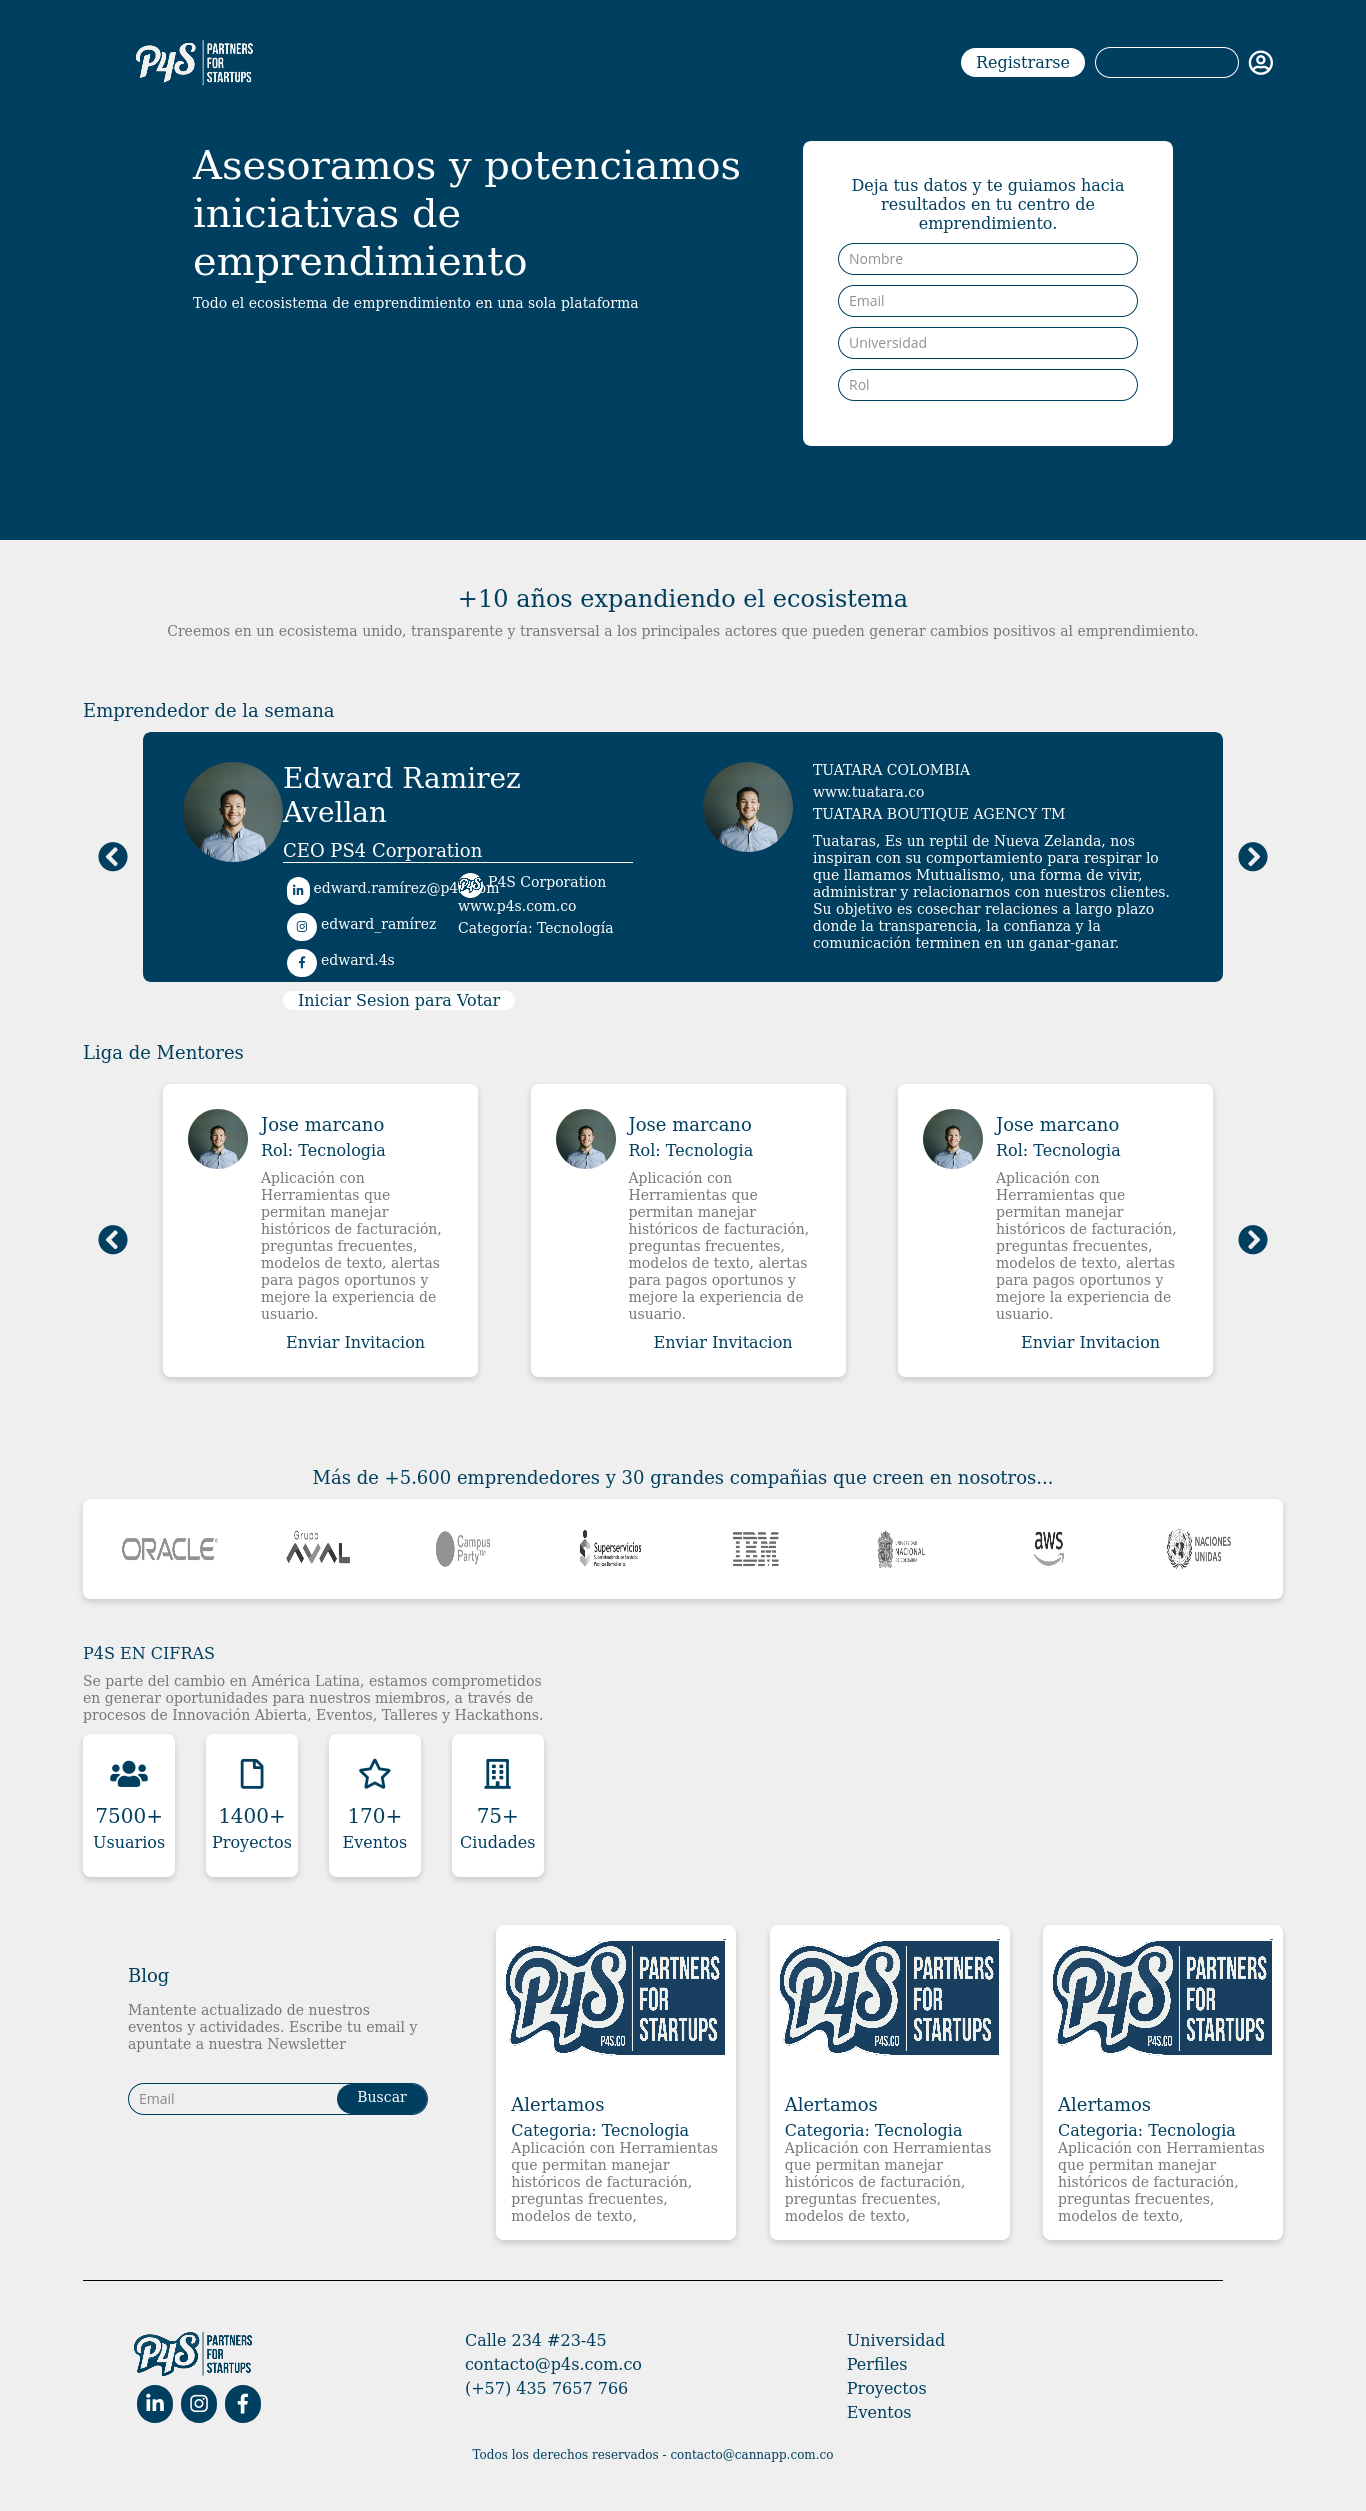 P4S PARTNERS
FOR
STARTUPS
Registrarse
Asesoramos y potenciamos
iniciativas de
emprendimiento
Todo el ecosistema de emprendimiento en una sola plataforma
Deja tus datos y te guiamos hacia
resultados en tu centro de
emprendimiento.
Nombre
Email
Universidad
Rol
+10 años expandiendo el ecosistema
Creemos en un ecosistema unido, transparente y transversal a los principales actores que pueden generar cambios positivos al emprendimiento.
Emprendedor de la semana
Edward Ramirez
Avellan
CEO PS4 Corporation
edward.ramírez@p4s.com
edward_ramírez
edward.4s
P4S P4S Corporation
www.p4s.com.co
Categoría: Tecnología
Iniciar Sesion para Votar
TUATARA COLOMBIA
www.tuatara.co
TUATARA BOUTIQUE AGENCY TM
Tuataras, Es un reptil de Nueva Zelanda, nos
inspiran con su comportamiento para respirar lo
que llamamos Mutualismo, una forma de vivir,
administrar y relacionarnos con nuestros clientes.
Su objetivo es cosechar relaciones a largo plazo
donde la transparencia, la confianza y la
comunicación terminen en un ganar-ganar.
Liga de Mentores
Jose marcano
Rol: Tecnologia
Aplicación con
Herramientas que
permitan manejar
históricos de facturación,
preguntas frecuentes,
modelos de texto, alertas
para pagos oportunos y
mejore la experiencia de
usuario.
Enviar Invitacion
Jose marcano
Rol: Tecnologia
Aplicación con
Herramientas que
permitan manejar
históricos de facturación,
preguntas frecuentes,
modelos de texto, alertas
para pagos oportunos y
mejore la experiencia de
usuario.
Enviar Invitacion
Jose marcano
Rol: Tecnologia
Aplicación con
Herramientas que
permitan manejar
históricos de facturación,
preguntas frecuentes,
modelos de texto, alertas
para pagos oportunos y
mejore la experiencia de
usuario.
Enviar Invitacion
Más de +5.600 emprendedores y 30 grandes compañias que creen en nosotros...
ORACLE
Grupo
AVAL
Campus
Party™
Superservicios
IBM
UNIVERSIDAD
NACIONAL
DE COLOMBIA
aws
NACIONES
UNIDAS
P4S EN CIFRAS
Se parte del cambio en América Latina, estamos comprometidos
en generar oportunidades para nuestros miembros, a través de
procesos de Innovación Abierta, Eventos, Talleres y Hackathons.
7500+
Usuarios
1400+
Proyectos
170+
Eventos
75+
Ciudades
Blog
Mantente actualizado de nuestros
eventos y actividades. Escribe tu email y
apuntate a nuestra Newsletter
Email
Buscar
P4S PARTNERS
FOR
STARTUPS
P4S.CO
Alertamos
Categoria: Tecnologia
Aplicación con Herramientas
que permitan manejar
históricos de facturación,
preguntas frecuentes,
modelos de texto,
P4S PARTNERS
FOR
STARTUPS
P4S.CO
Alertamos
Categoria: Tecnologia
Aplicación con Herramientas
que permitan manejar
históricos de facturación,
preguntas frecuentes,
modelos de texto,
P4S PARTNERS
FOR
STARTUPS
P4S.CO
Alertamos
Categoria: Tecnologia
Aplicación con Herramientas
que permitan manejar
históricos de facturación,
preguntas frecuentes,
modelos de texto,
P4S PARTNERS
FOR
STARTUPS
Calle 234 #23-45
contacto@p4s.com.co
(+57) 435 7657 766
Universidad
Perfiles
Proyectos
Eventos
Todos los derechos reservados - contacto@cannapp.com.co